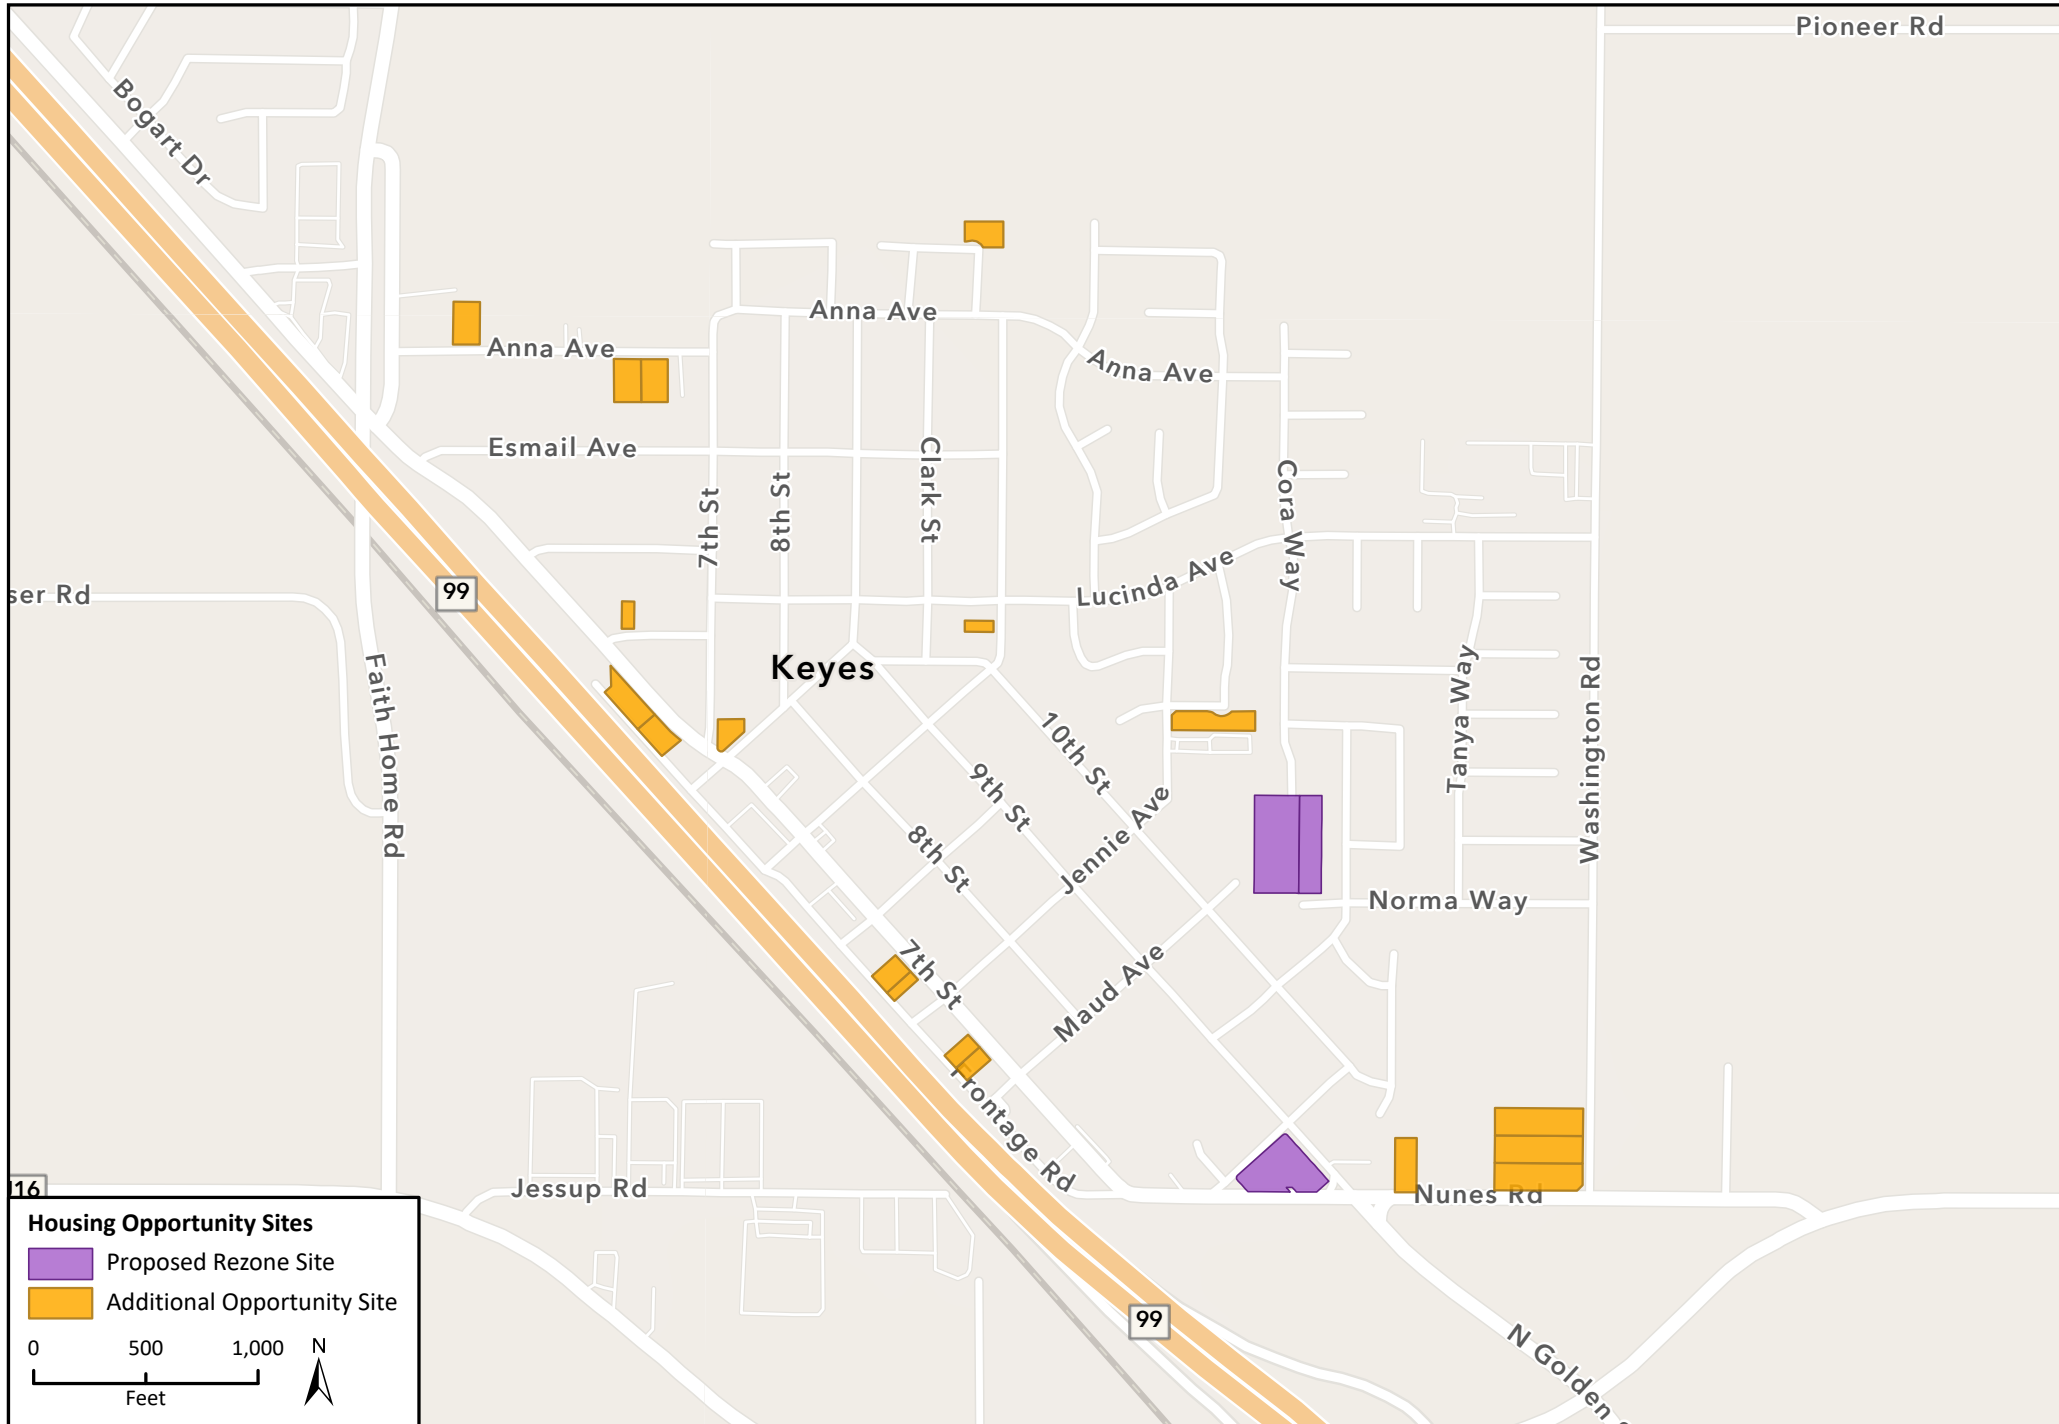 Pioneer Rd
Bogart Dr
Anna Ave
Anna Ave
Anna Ave
Esmail Ave
Clark St
7th St
8th St
Cora Way
Lucinda Ave
99
ser Rd
Keyes
Faith Home Rd
Tanya Way
Washington Rd
10th St
9th St
8th St
Jennie Ave
Norma Way
7th St
Maud Ave
Frontage Rd
Jessup Rd
Nunes Rd
J16
99
N Golden S
Housing Opportunity Sites
Proposed Rezone Site
Additional Opportunity Site
0 500 1,000
Feet
N